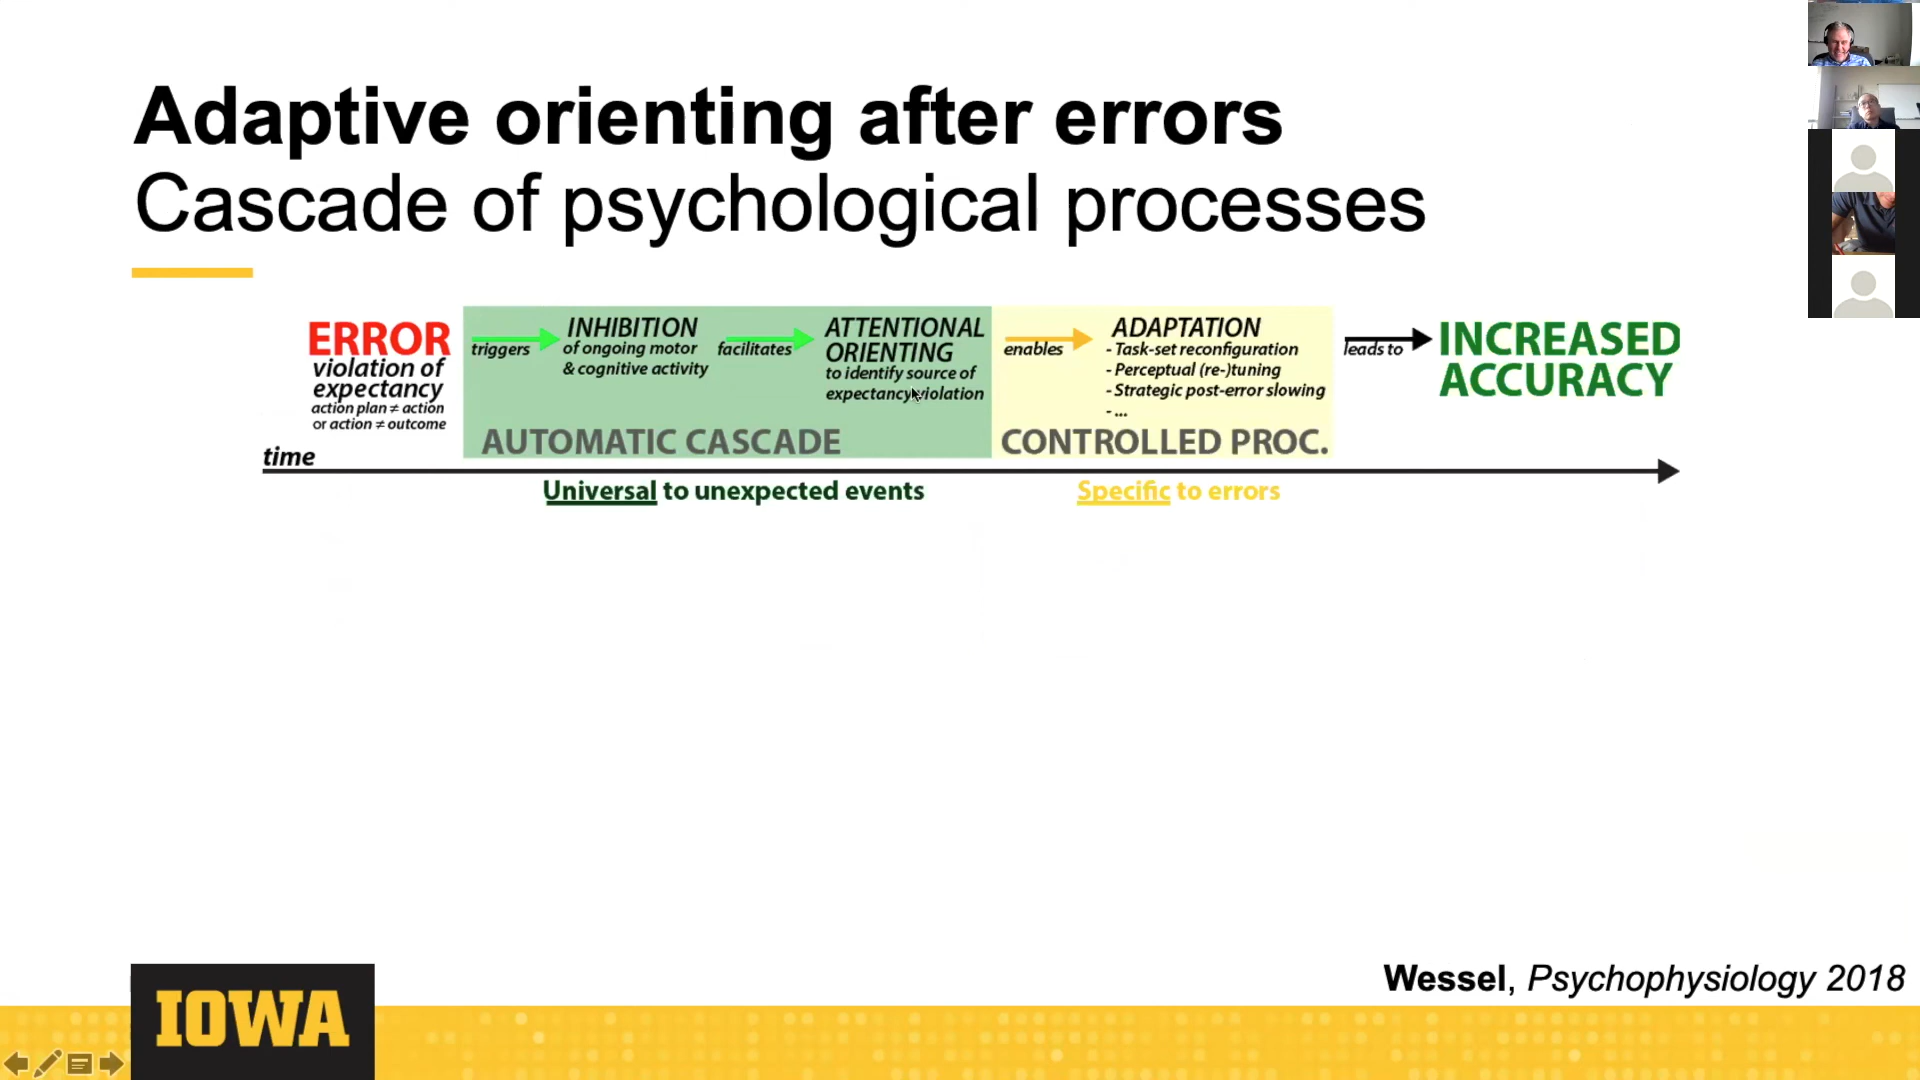 Adaptive orienting after errors
Cascade of psychological processes
ERROR
violation of
expectancy
action plan ≠ action
or action ≠ outcome
triggers
INHIBITION
of ongoing motor
& cognitive activity
facilitates
ATTENTIONAL
ORIENTING
to identify source of
expectancy violation
AUTOMATIC CASCADE
enables
ADAPTATION
- Task-set reconfiguration
- Perceptual (re-)tuning
- Strategic post-error slowing
- ...
CONTROLLED PROC.
leads to
INCREASED
ACCURACY
time
Universal to unexpected events
Specific to errors
Wessel, Psychophysiology 2018
IOWA